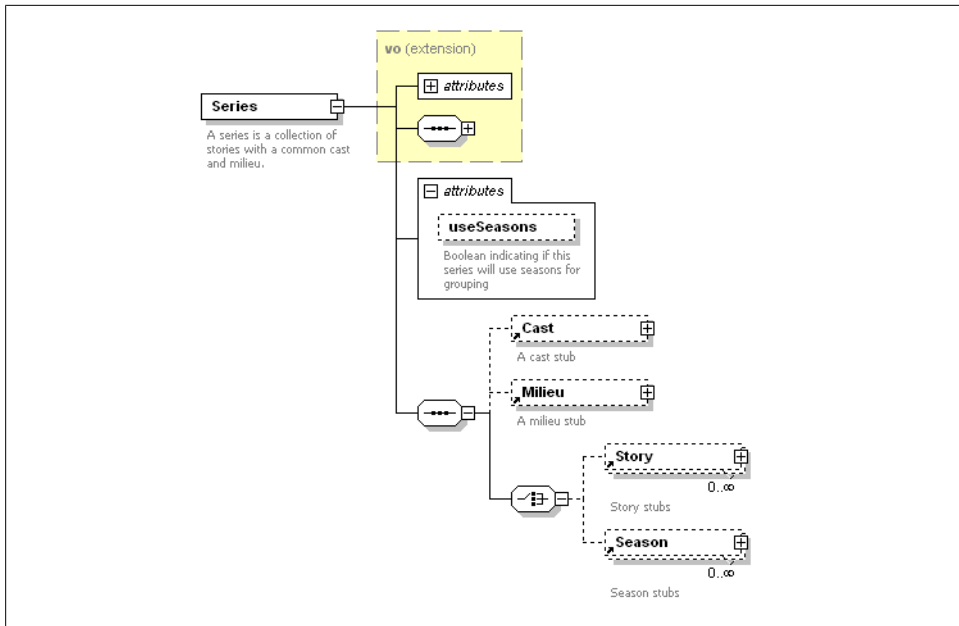 vo (extension)
attributes
Series
A series is a collection of
stories with a common cast
and milieu.
attributes
useSeasons
Boolean indicating if this
series will use seasons for
grouping
Cast
A cast stub
Milieu
A milieu stub
Story
0..∞
Story stubs
Season
0..∞
Season stubs